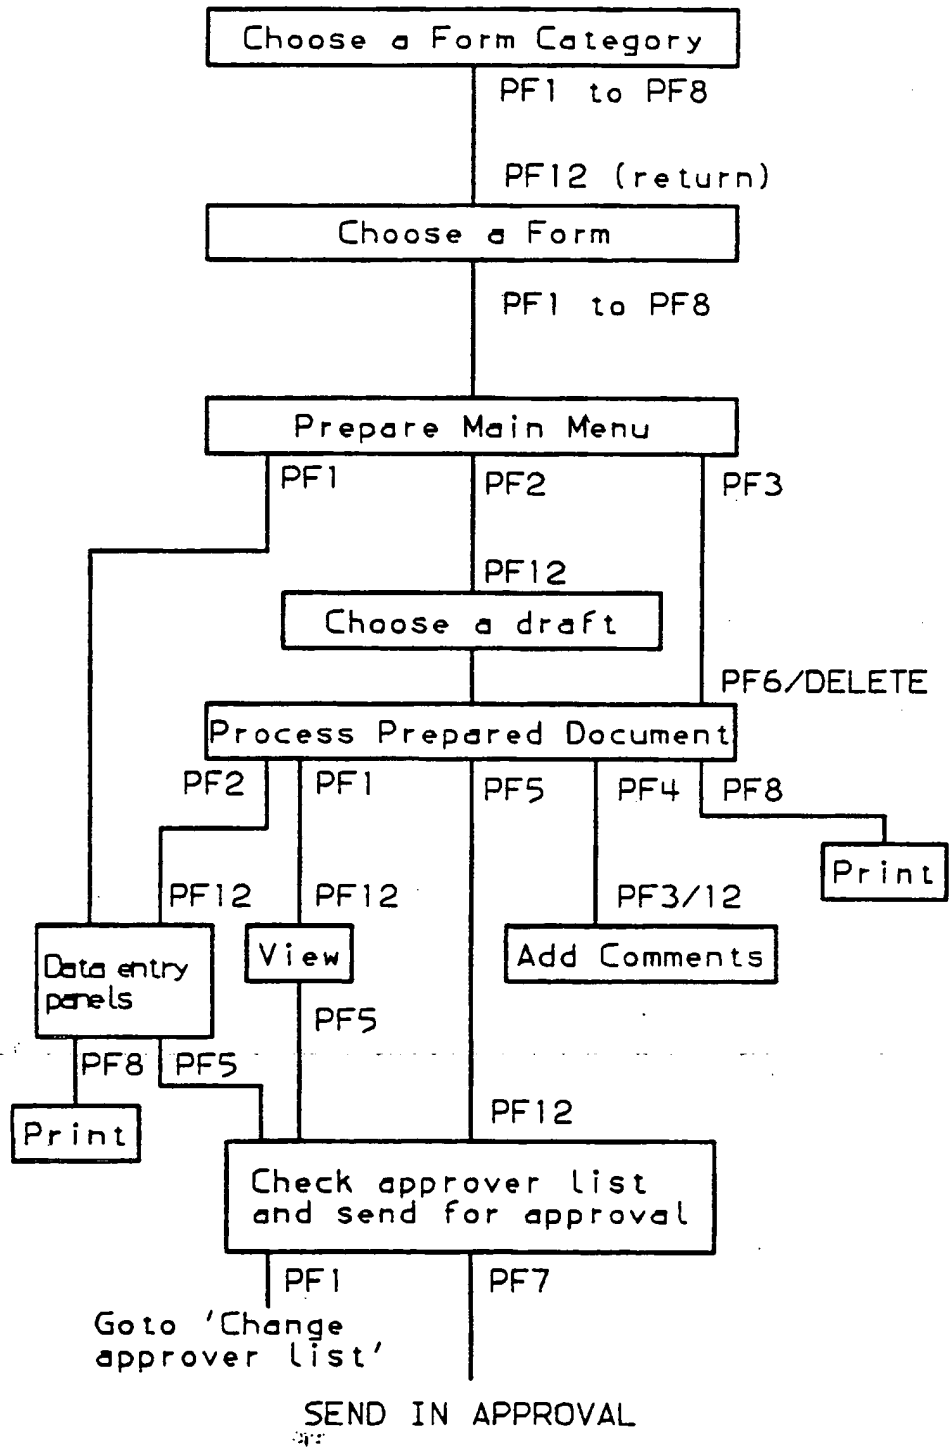 Choose a Form Category
PF1 to PF8
PF12 (return)
Choose a Form
PF1 to PF8
Prepare Main Menu
PF1
PF2
PF3
PF12
Choose a draft
PF6/DELETE
Process Prepared Document
PF2
PF1
PF5
PF4
PF8
Print
PF12
PF12
PF3/12
Data entry
panels
View
Add Comments
PF5
PF8
PF5
Print
PF12
Check approver list
and send for approval
PF1
PF7
Goto 'Change
approver list'
SEND IN APPROVAL